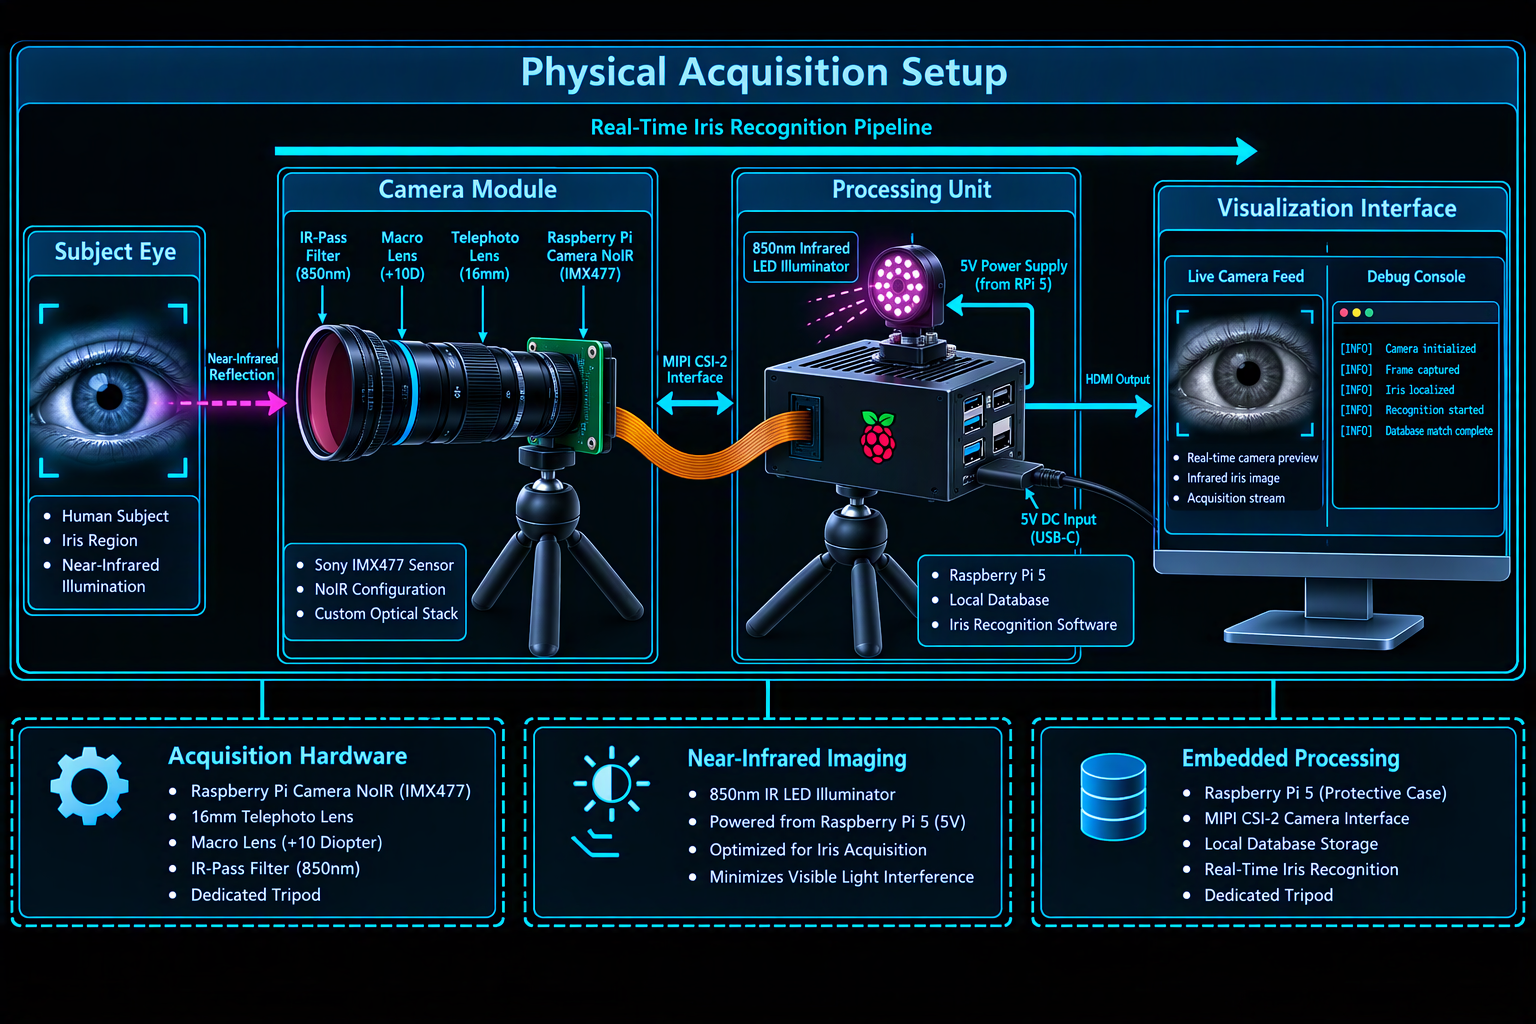 Physical Acquisition Setup
Real-Time Iris Recognition Pipeline
Subject Eye
• Human Subject
• Iris Region
• Near-Infrared
Illumination
Near-Infrared
Reflection
Camera Module
IR-Pass
Filter
(850nm)
Macro
Lens
(+10D)
Telephoto
Lens
(16mm)
Raspberry Pi
Camera NoIR
(IMX477)
• Sony IMX477 Sensor
• NoIR Configuration
• Custom Optical Stack
MIPI CSI-2
Interface
Processing Unit
850nm Infrared
LED Illuminator
5V Power Supply
(from RPi 5)
5V DC Input
(USB-C)
• Raspberry Pi 5
• Local Database
• Iris Recognition Software
HDMI Output
Visualization Interface
Live Camera Feed
• Real-time camera preview
• Infrared iris image
• Acquisition stream
Debug Console
[INFO] Camera initialized
[INFO] Frame captured
[INFO] Iris localized
[INFO] Recognition started
[INFO] Database match complete
Acquisition Hardware
• Raspberry Pi Camera NoIR (IMX477)
• 16mm Telephoto Lens
• Macro Lens (+10 Diopter)
• IR-Pass Filter (850nm)
• Dedicated Tripod
Near-Infrared Imaging
• 850nm IR LED Illuminator
• Powered from Raspberry Pi 5 (5V)
• Optimized for Iris Acquisition
• Minimizes Visible Light Interference
Embedded Processing
• Raspberry Pi 5 (Protective Case)
• MIPI CSI-2 Camera Interface
• Local Database Storage
• Real-Time Iris Recognition
• Dedicated Tripod